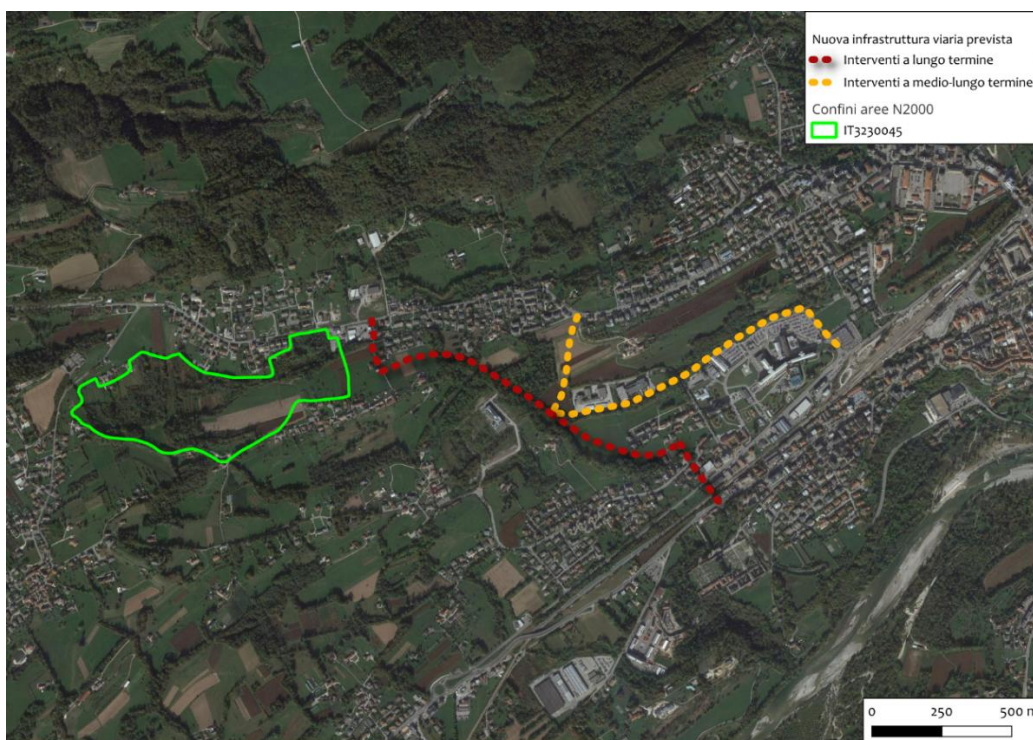 Nuova infrastruttura viaria prevista
Interventi a lungo termine
Interventi a medio-lungo termine
Confini aree N2000
IT3230045
0 250 500 m